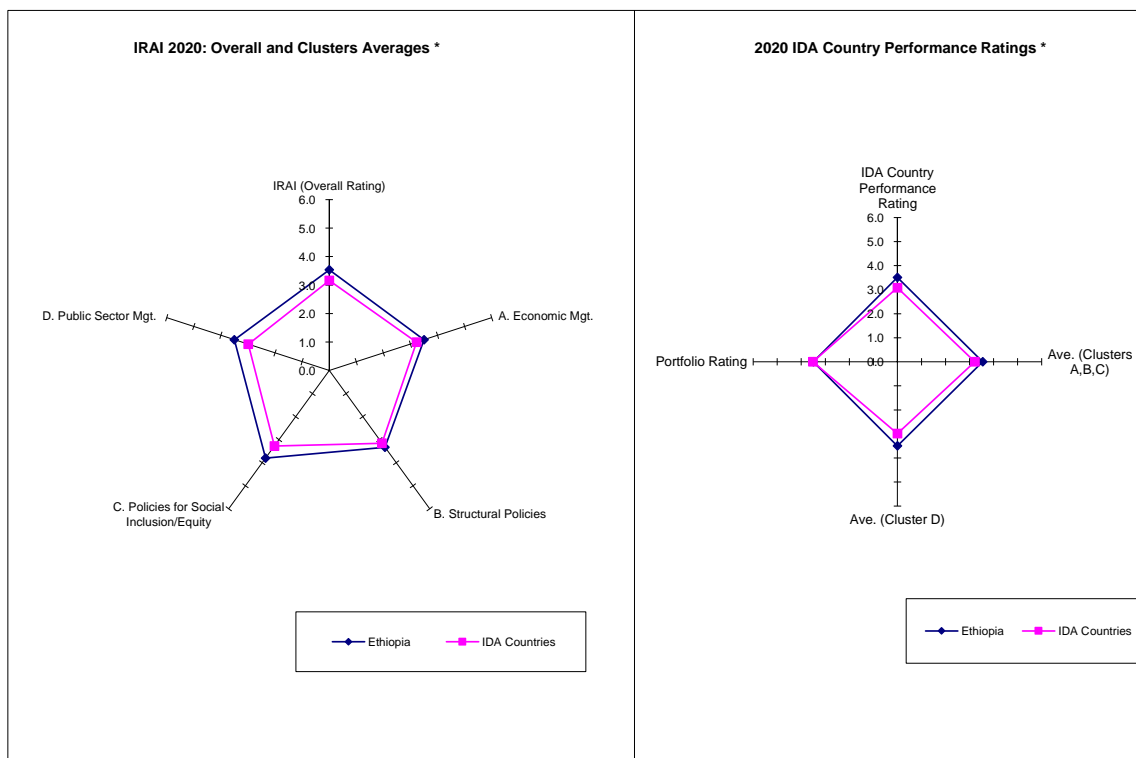 IRAI 2020: Overall and Clusters Averages *
IRAI (Overall Rating)
6.0
5.0
4.0
3.0
2.0
1.0
0.0
A. Economic Mgt.
B. Structural Policies
C. Policies for Social
Inclusion/Equity
D. Public Sector Mgt.
Ethiopia
IDA Countries
2020 IDA Country Performance Ratings *
IDA Country
Performance
Rating
6.0
5.0
4.0
3.0
2.0
1.0
0.0
Ave. (Clusters
A,B,C)
Ave. (Cluster D)
Portfolio Rating
Ethiopia
IDA Countries